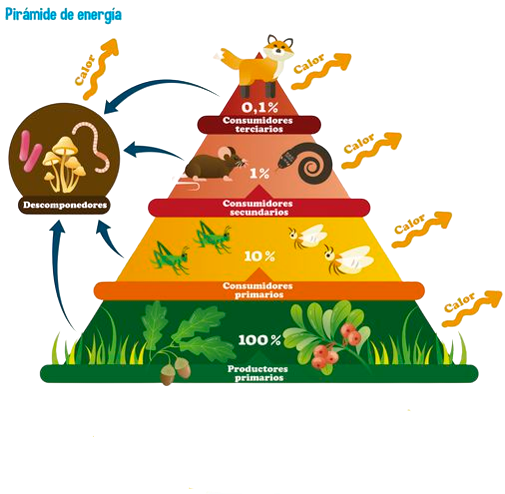 Pirámide de energía
Calor
Calor
0,1%
Consumidores
terciarios
Calor
1%
Descomponedores
Consumidores
secundarios
Calor
10%
Consumidores
primarios
Calor
100%
Productores
primarios